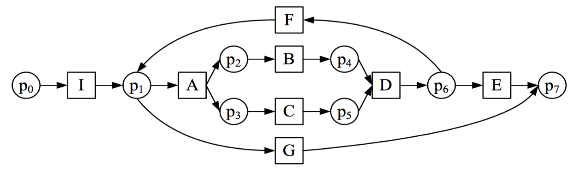 F
p₂ B p₄
p₀ I p₁ A D p₆ E p₇
p₃ C p₅
G